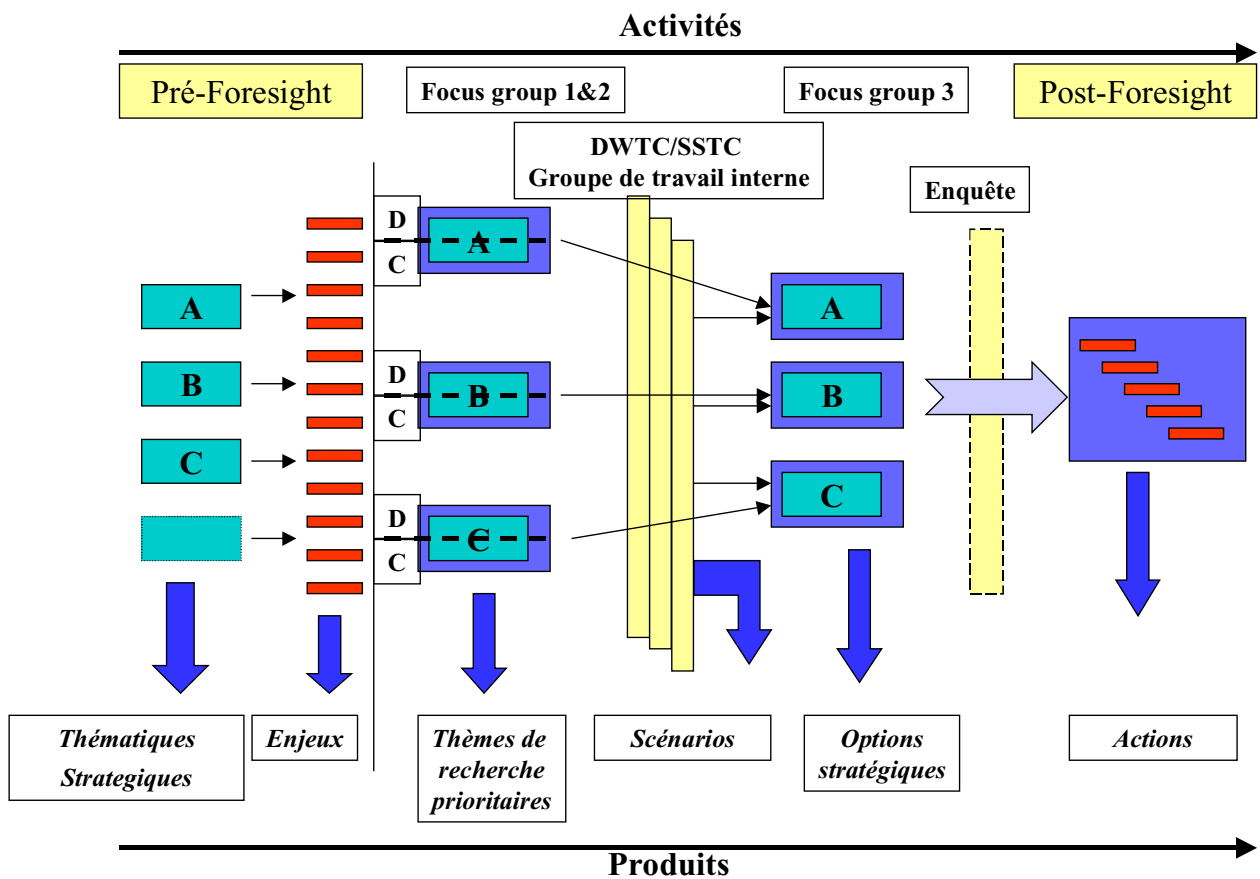 Activités
Pré-Foresight
Focus group 1&2
Focus group 3
Post-Foresight
DWTC/SSTC
Groupe de travail interne
Enquête
D
C
A
A
A
B
D
C
B
B
C
D
C
C
C
Thématiques
Strategiques
Enjeux
Thèmes de
recherche
prioritaires
Scénarios
Options
stratégiques
Actions
Produits